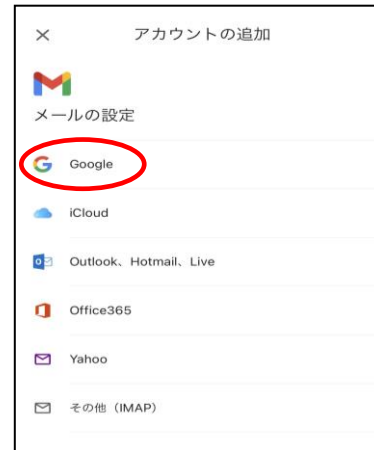 アカウントの追加
メールの設定
Google
iCloud
Outlook、Hotmail、Live
Office365
Yahoo
その他（IMAP）